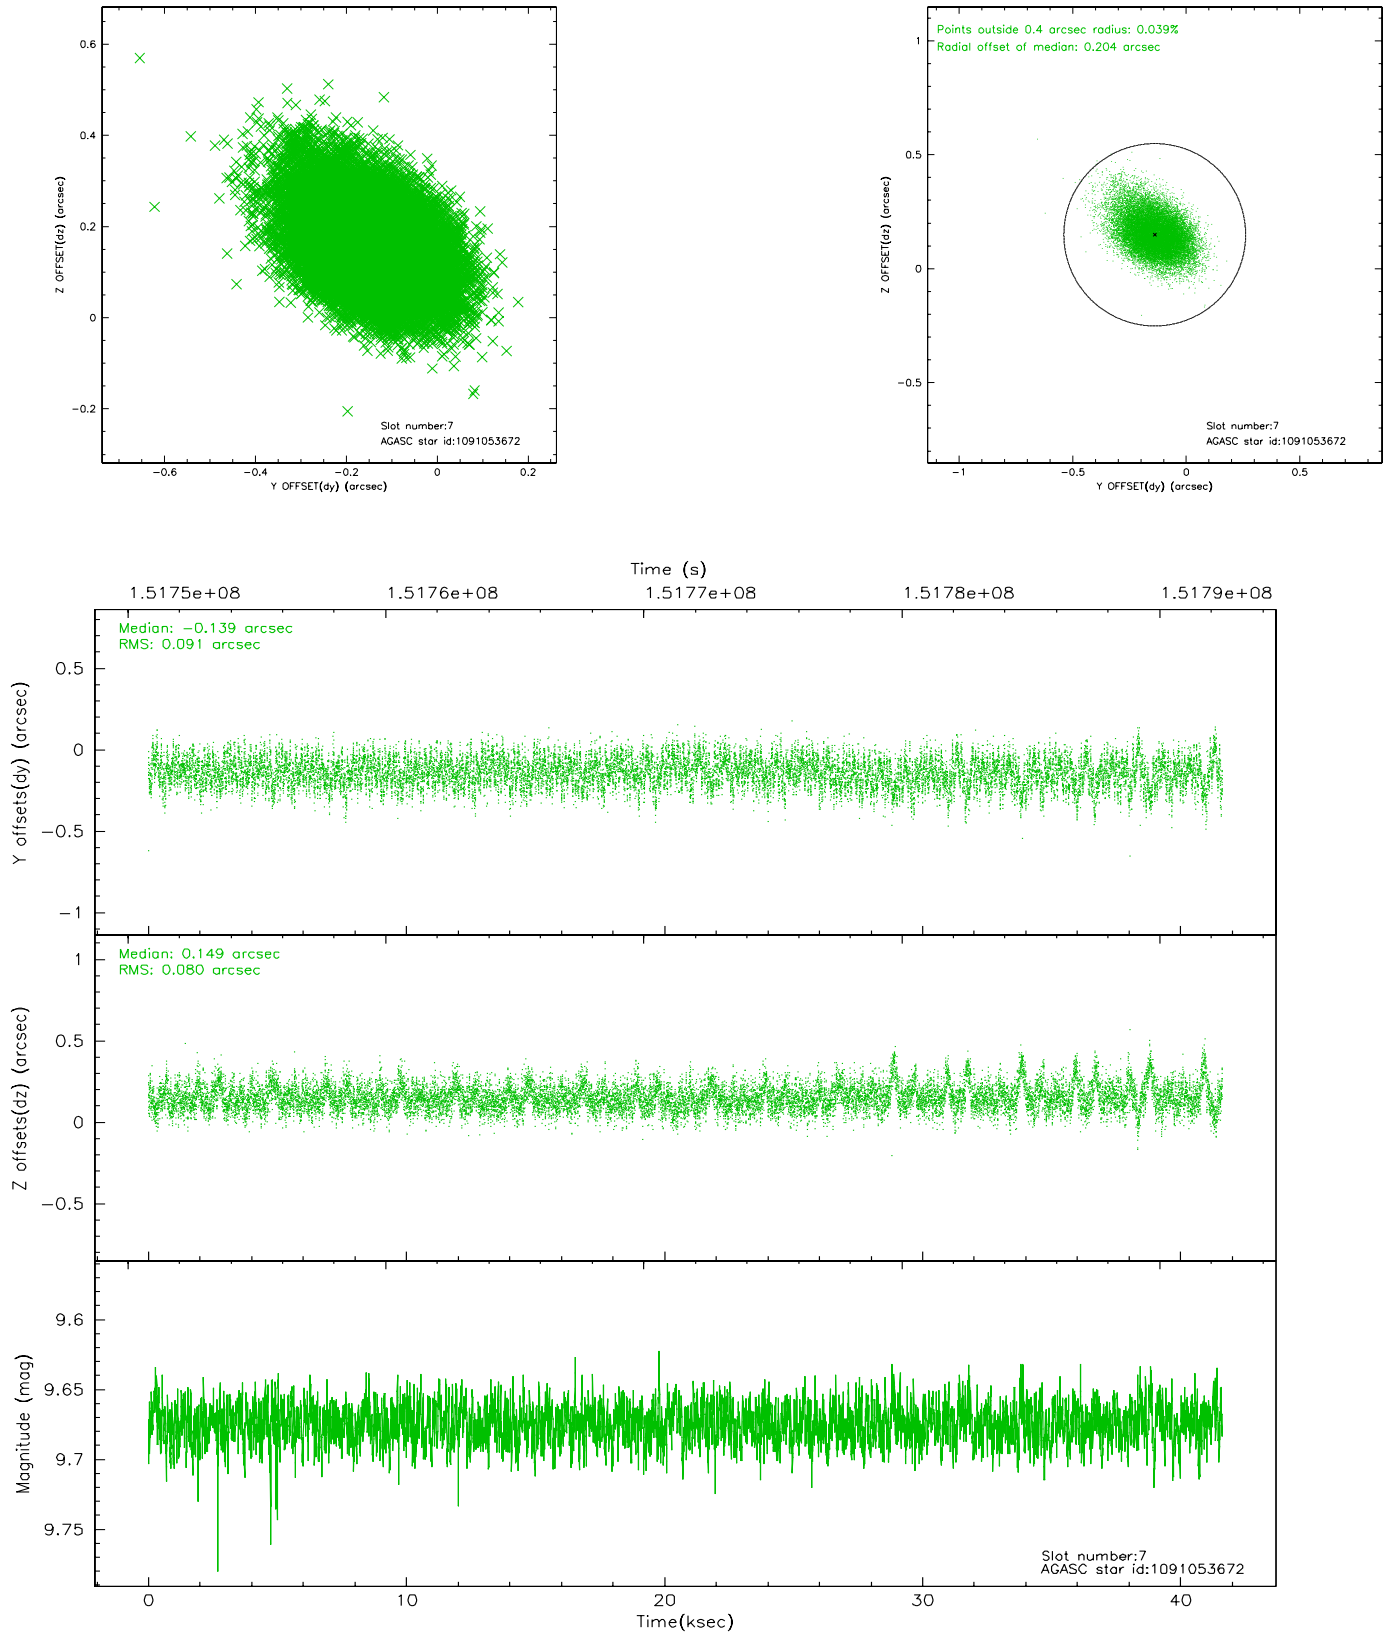 0.6
0.4
0.2
0
−0.2
Z OFFSET(dz) (arcsec)
Slot number:7
AGASC star id:1091053672
−0.6
−0.4
−0.2
0
0.2
Y OFFSET(dy) (arcsec)
Points outside 0.4 arcsec radius: 0.039%
Radial offset of median: 0.204 arcsec
1
0.5
0
−0.5
Z OFFSET(dz) (arcsec)
Slot number:7
AGASC star id:1091053672
−1
−0.5
0
0.5
Y OFFSET(dy) (arcsec)
Time (s)
1.5175e+08
1.5176e+08
1.5177e+08
1.5178e+08
1.5179e+08
Median: −0.139 arcsec
RMS: 0.091 arcsec
0.5
0
−0.5
−1
Y offsets(dy) (arcsec)
Median: 0.149 arcsec
RMS: 0.080 arcsec
1
0.5
0
−0.5
Z offsets(dz) (arcsec)
9.6
9.65
9.7
9.75
Magnitude (mag)
Slot number:7
AGASC star id:1091053672
0
10
20
30
40
Time(ksec)